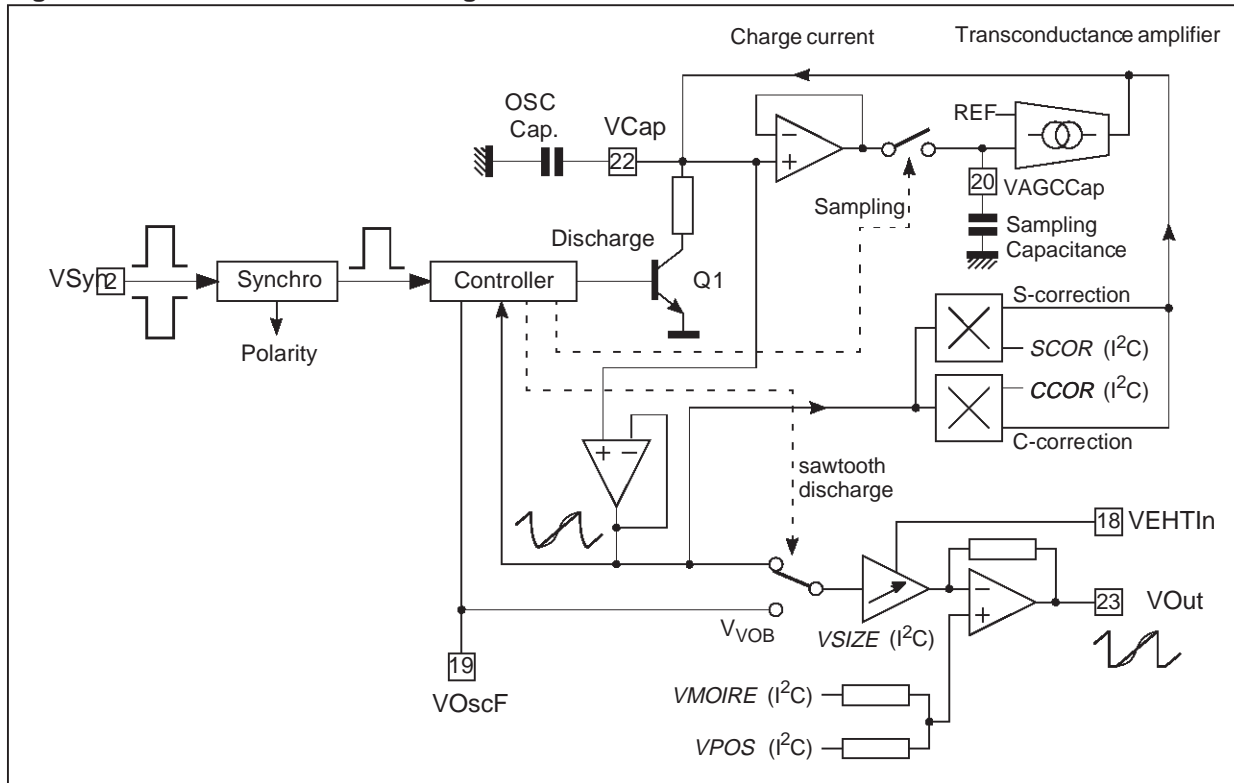 Charge current
Transconductance amplifier
OSC
Cap.
VCap
22
REF
20
VAGCCap
Sampling
Sampling
Capacitance
Discharge
VSyn
2
Synchro
Controller
Q1
Polarity
S-correction
SCOR (I²C)
CCOR (I²C)
C-correction
sawtooth
discharge
18
VEHTIn
23
VOut
V_VOB
VSIZE (I²C)
19
VOscF
VMOIRE (I²C)
VPOS (I²C)